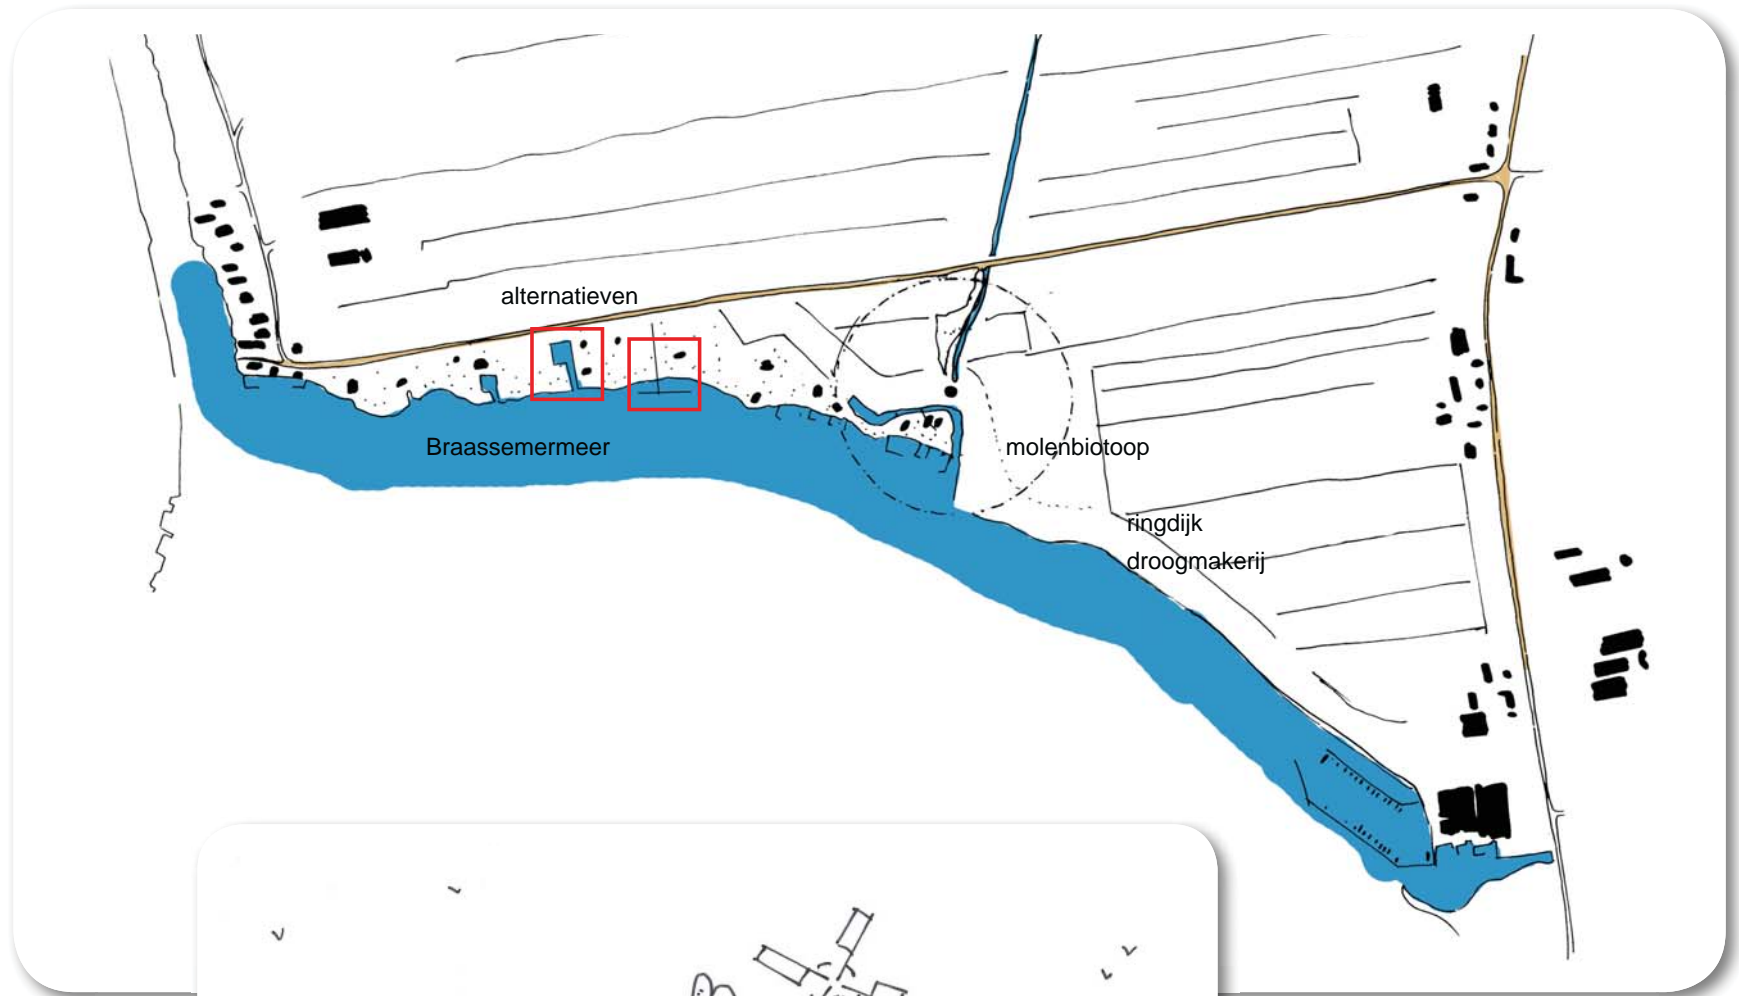 alternatieven
Braassemermeer
molenbiotoop
ringdijk
droogmakerij